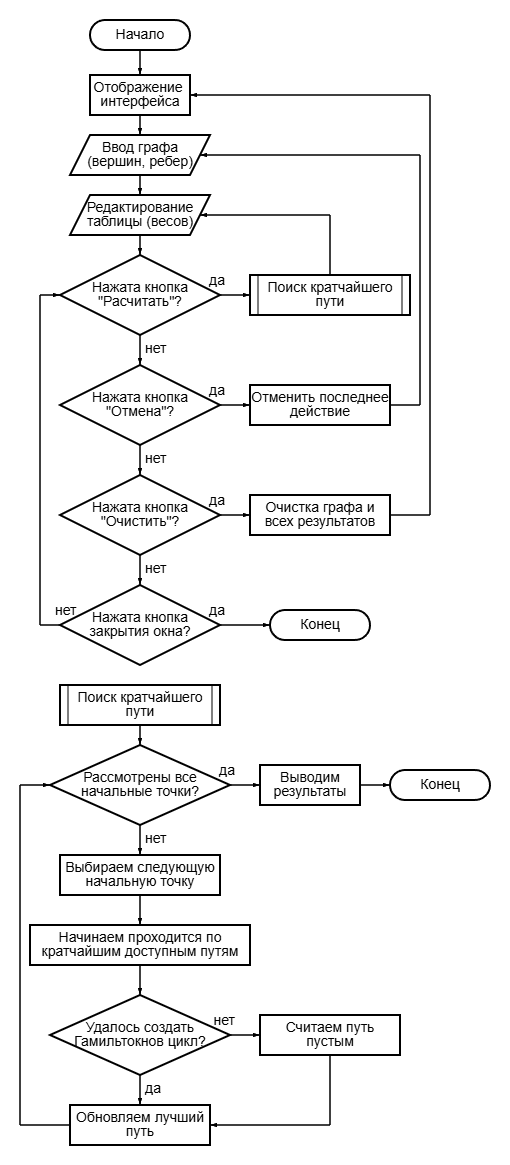 Начало
Отображение
интерфейса
Ввод графа
(вершин, ребер)
Редактирование
таблицы (весов)
Нажата кнопка
"Расчитать"?
да
Поиск кратчайшего
пути
нет
Нажата кнопка
"Отмена"?
да
Отменить последнее
действие
нет
Нажата кнопка
"Очистить"?
да
Очистка графа и
всех результатов
нет
Нажата кнопка
закрытия окна?
нет
да
Конец
Поиск кратчайшего
пути
Рассмотрены все
начальные точки?
да
Выводим
результаты
Конец
нет
Выбираем следующую
начальную точку
Начинаем проходится по
кратчайшим доступным путям
Удалось создать
Гамильтокнов цикл?
нет
Считаем путь
пустым
да
Обновляем лучший
путь